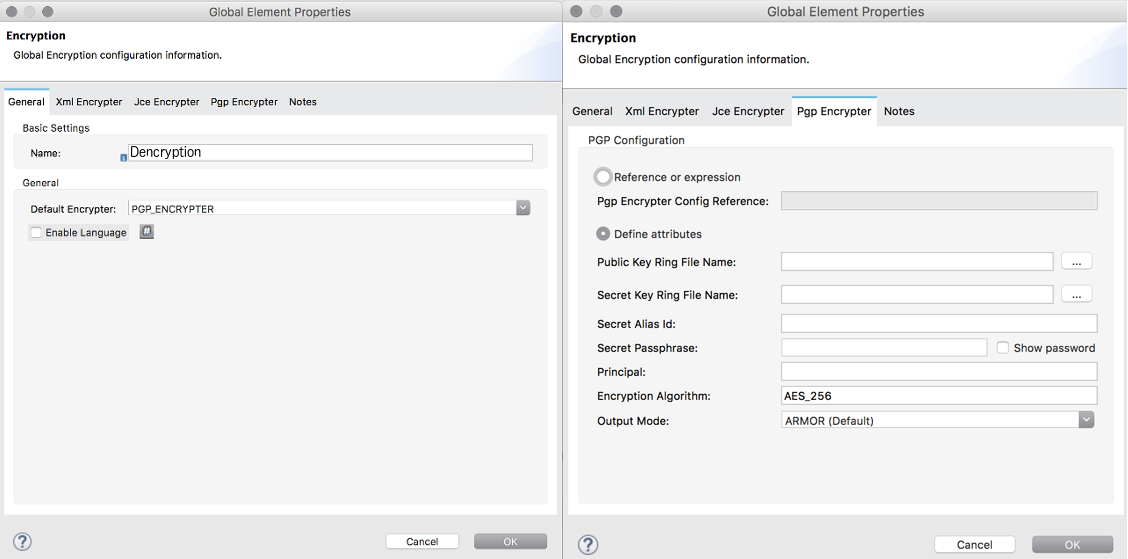 Global Element Properties
Encryption
Global Encryption configuration information.
General Xml Encrypter Jce Encrypter Pgp Encrypter Notes
Basic Settings
Name: Dencryption
General
Default Encrypter: PGP_ENCRYPTER
Enable Language #
? Cancel OK
Global Element Properties
Encryption
Global Encryption configuration information.
General Xml Encrypter Jce Encrypter Pgp Encrypter Notes
PGP Configuration
Reference or expression
Pgp Encrypter Config Reference:
Define attributes
Public Key Ring File Name: ...
Secret Key Ring File Name: ...
Secret Alias Id:
Secret Passphrase: Show password
Principal:
Encryption Algorithm: AES_256
Output Mode: ARMOR (Default)
? Cancel OK